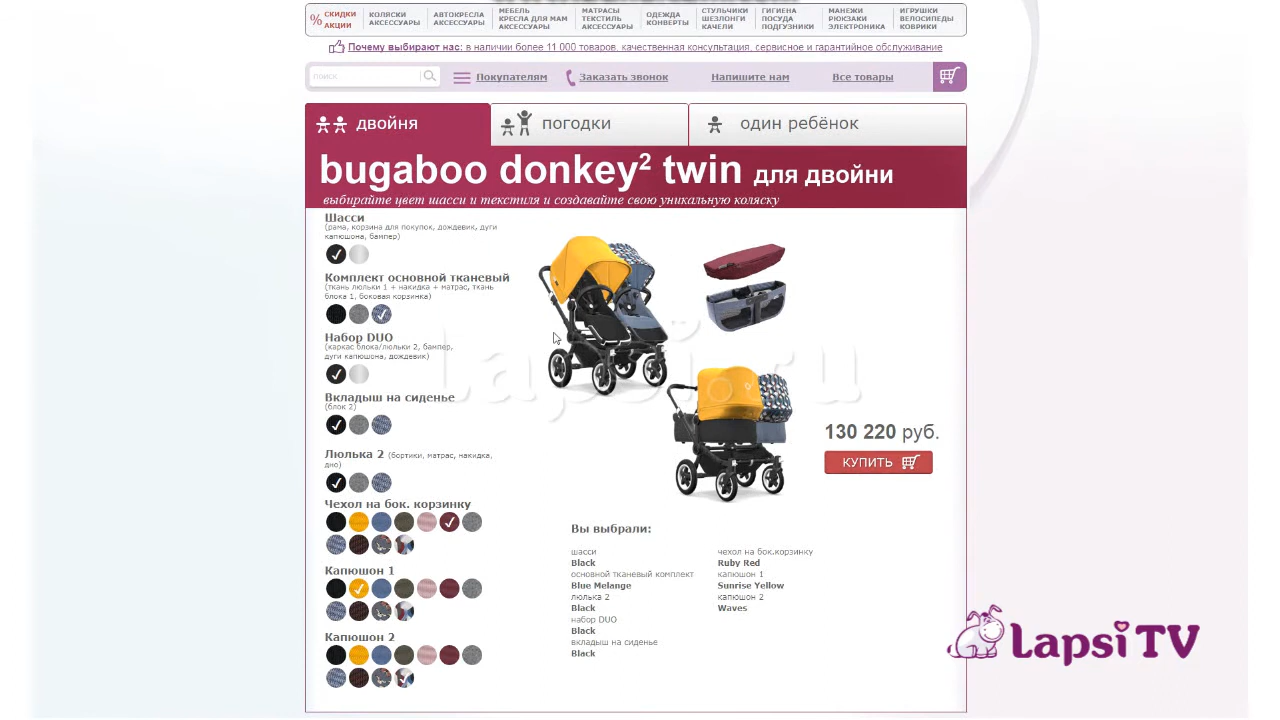 % СКИДКИ АКЦИИ
КОЛЯСКИ АКСЕССУАРЫ
АВТОКРЕСЛА АКСЕССУАРЫ
МЕБЕЛЬ КРЕСЛА ДЛЯ МАМ АКСЕССУАРЫ
МАТРАСЫ ТЕКСТИЛЬ АКСЕССУАРЫ
ОДЕЖДА КОНВЕРТЫ
СТУЛЬЧИКИ ШЕЗЛОНГИ КАЧЕЛИ
ГИГИЕНА ПОСУДА ПОДГУЗНИКИ
МАНЕЖИ РЮКЗАКИ ЭЛЕКТРОНИКА
ИГРУШКИ ВЕЛОСИПЕДЫ КОВРИКИ
Почему выбирают нас: в наличии более 11 000 товаров, качественная консультация, сервисное и гарантийное обслуживание
поиск
Покупателям
Заказать звонок
Напишите нам
Все товары
двойня
погодки
один ребёнок
bugaboo donkey² twin для двойни
выбирайте цвет шасси и текстиля и создавайте свою уникальную коляску
Шасси
(рама, корзина для покупок, дождевик, дуги
капюшона, бампер)
Комплект основной тканевый
(ткань люльки 1 + накидка + матрас, ткань
блока 1, боковая корзинка)
Набор DUO
(каркас блока/люльки 2, бампер,
дуги капюшона, дождевик)
Вкладыш на сиденье
(блок 2)
Люлька 2 (бортики, матрас, накидка,
дно)
Чехол на бок. корзинку
Капюшон 1
Капюшон 2
lapsi.ru
130 220 руб.
КУПИТЬ
Вы выбрали:
шасси
Black
основной тканевый комплект
Blue Melange
люлька 2
Black
набор DUO
Black
вкладыш на сиденье
Black
чехол на бок.корзинку
Ruby Red
капюшон 1
Sunrise Yellow
капюшон 2
Waves
Lapsi TV